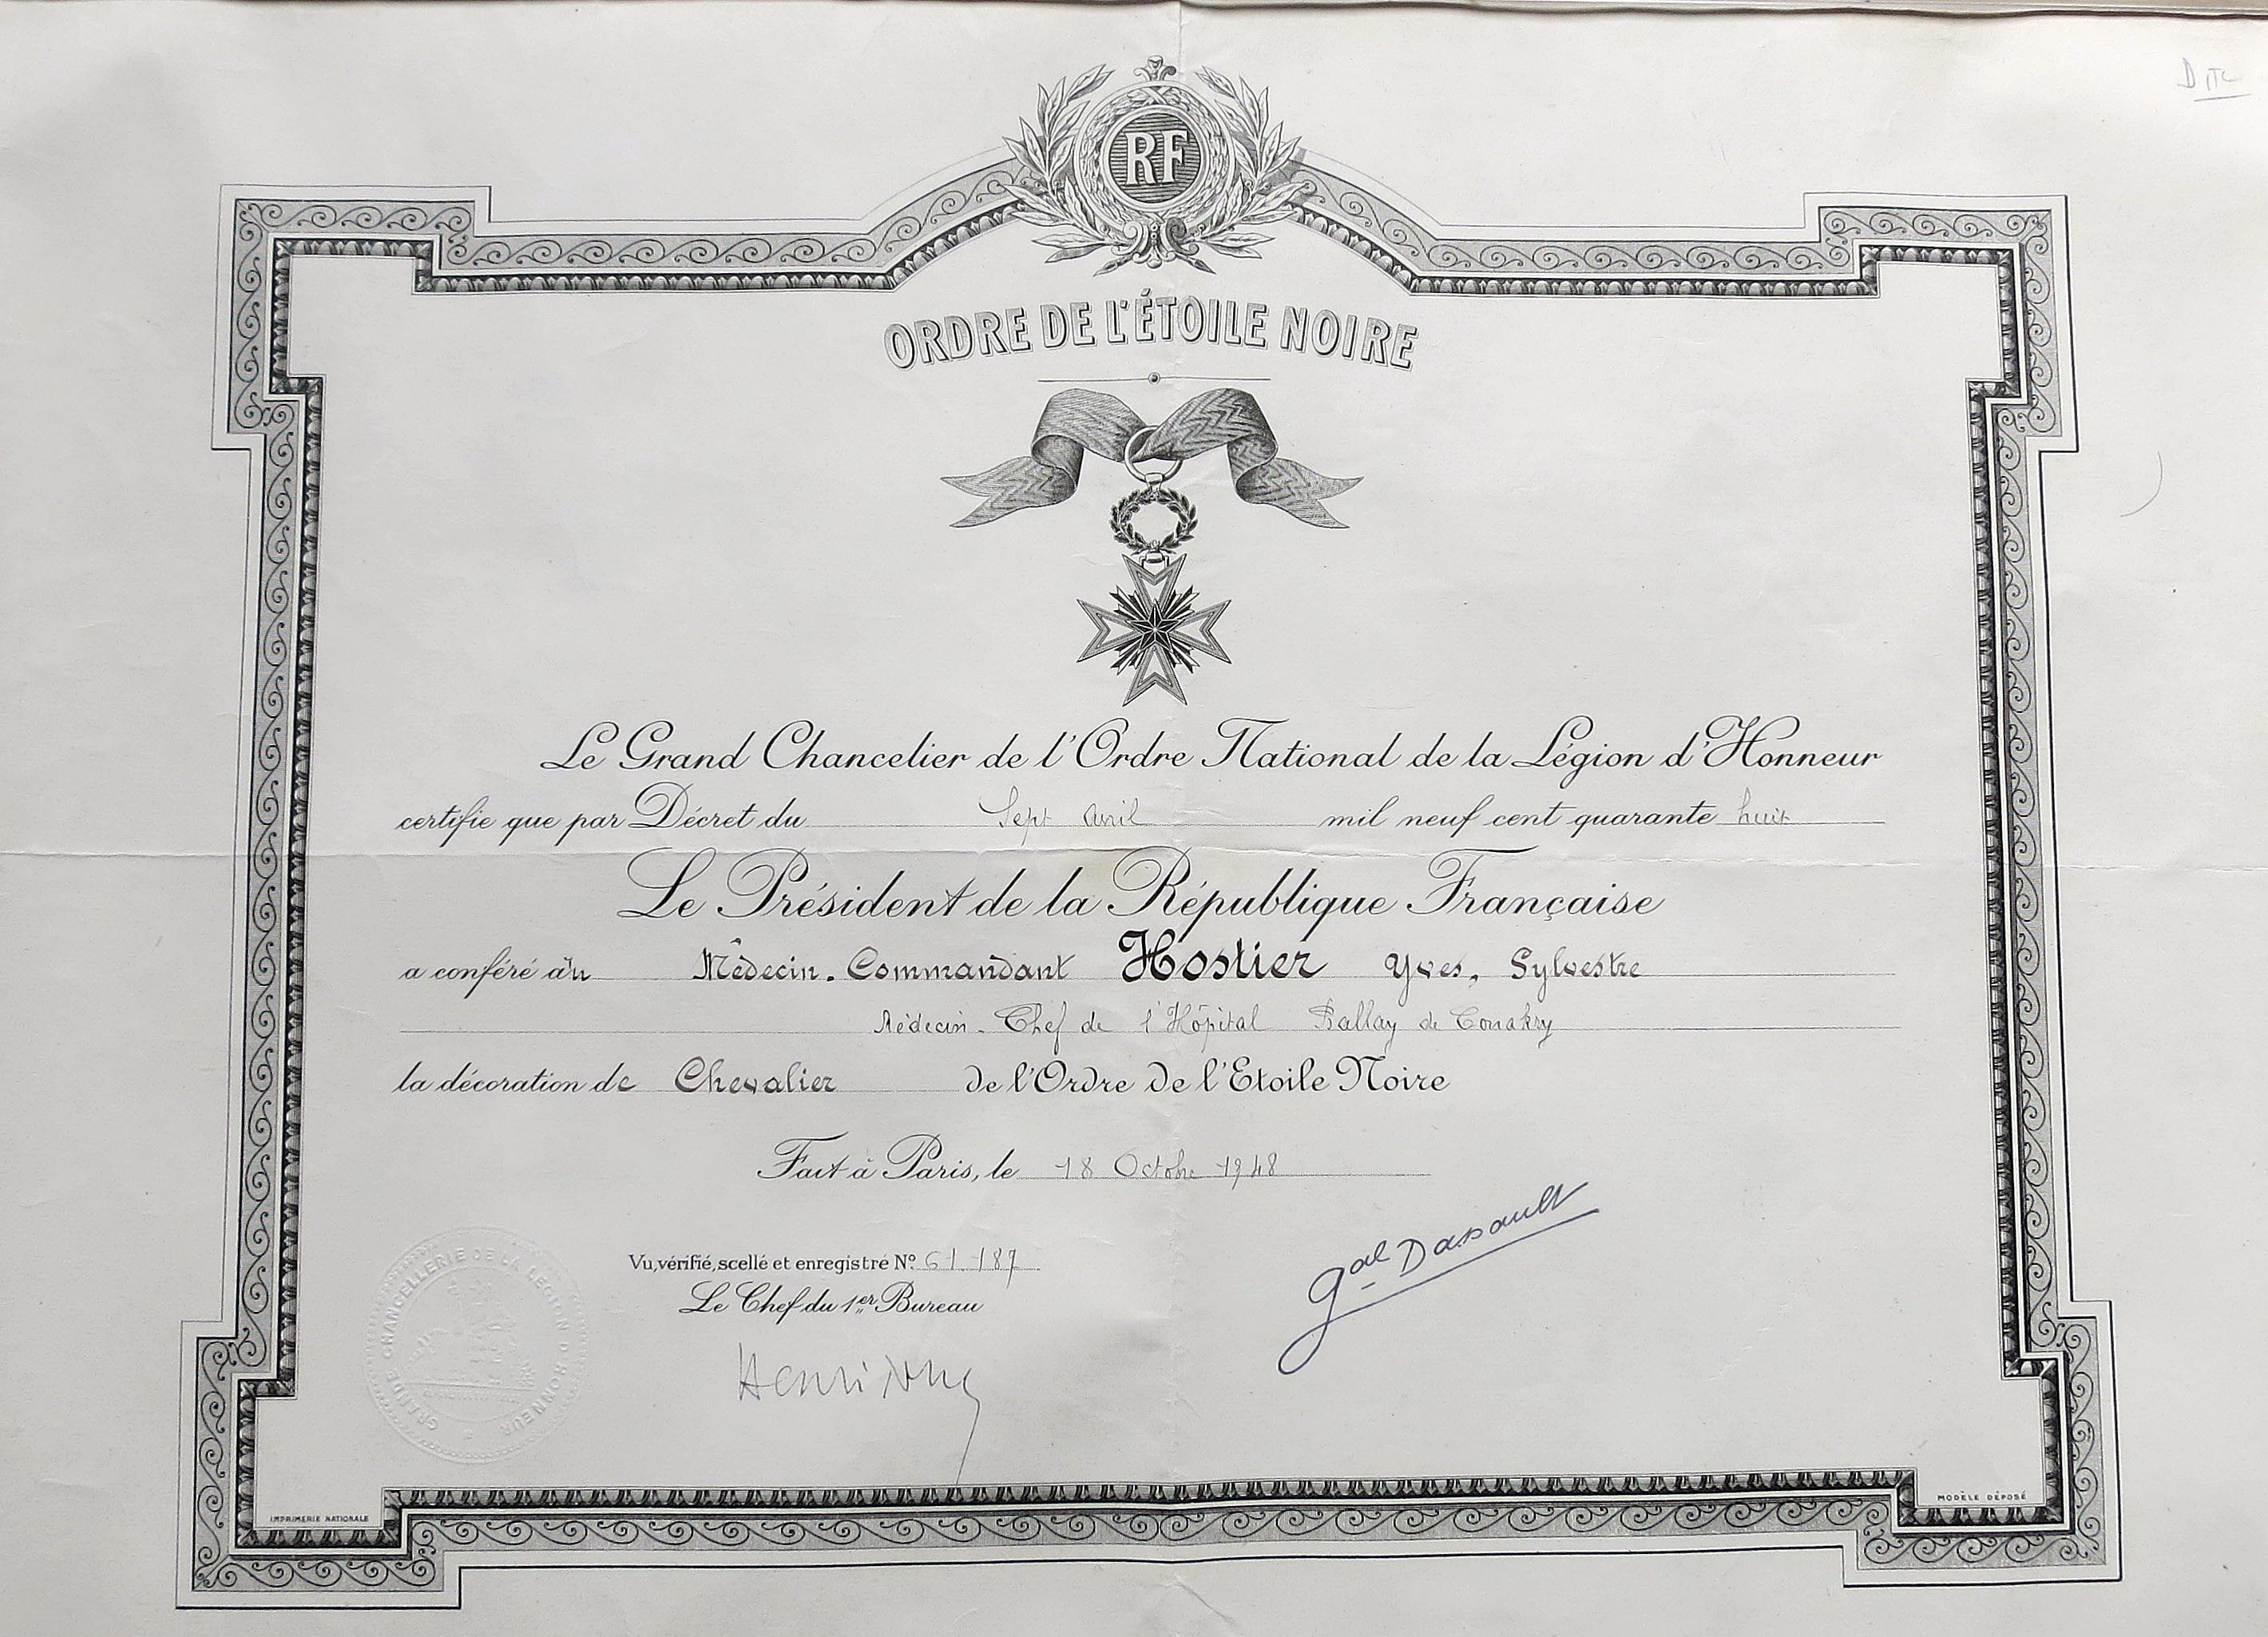 RF
ORDRE DE L'ÉTOILE NOIRE
Le Grand Chancelier de l'Ordre National de la Légion d'Honneur
certifie que par Décret du Sept avril mil neuf cent quarante huit
Le Président de la République Française
a conféré au Médecin-Commandant Hostier Yves, Sylvestre
Médecin-Chef de l'Hôpital Ballay de Conakry
la décoration de Chevalier de l'Ordre de l'Etoile Noire
Fait à Paris, le 18 Octobre 1948
Vu, vérifié, scellé et enregistré N° 61.187
Le Chef du 1er Bureau
Gal Dassault
GRANDE CHANCELLERIE DE LA LEGION D'HONNEUR
IMPRIMERIE NATIONALE
MODÈLE DÉPOSÉ